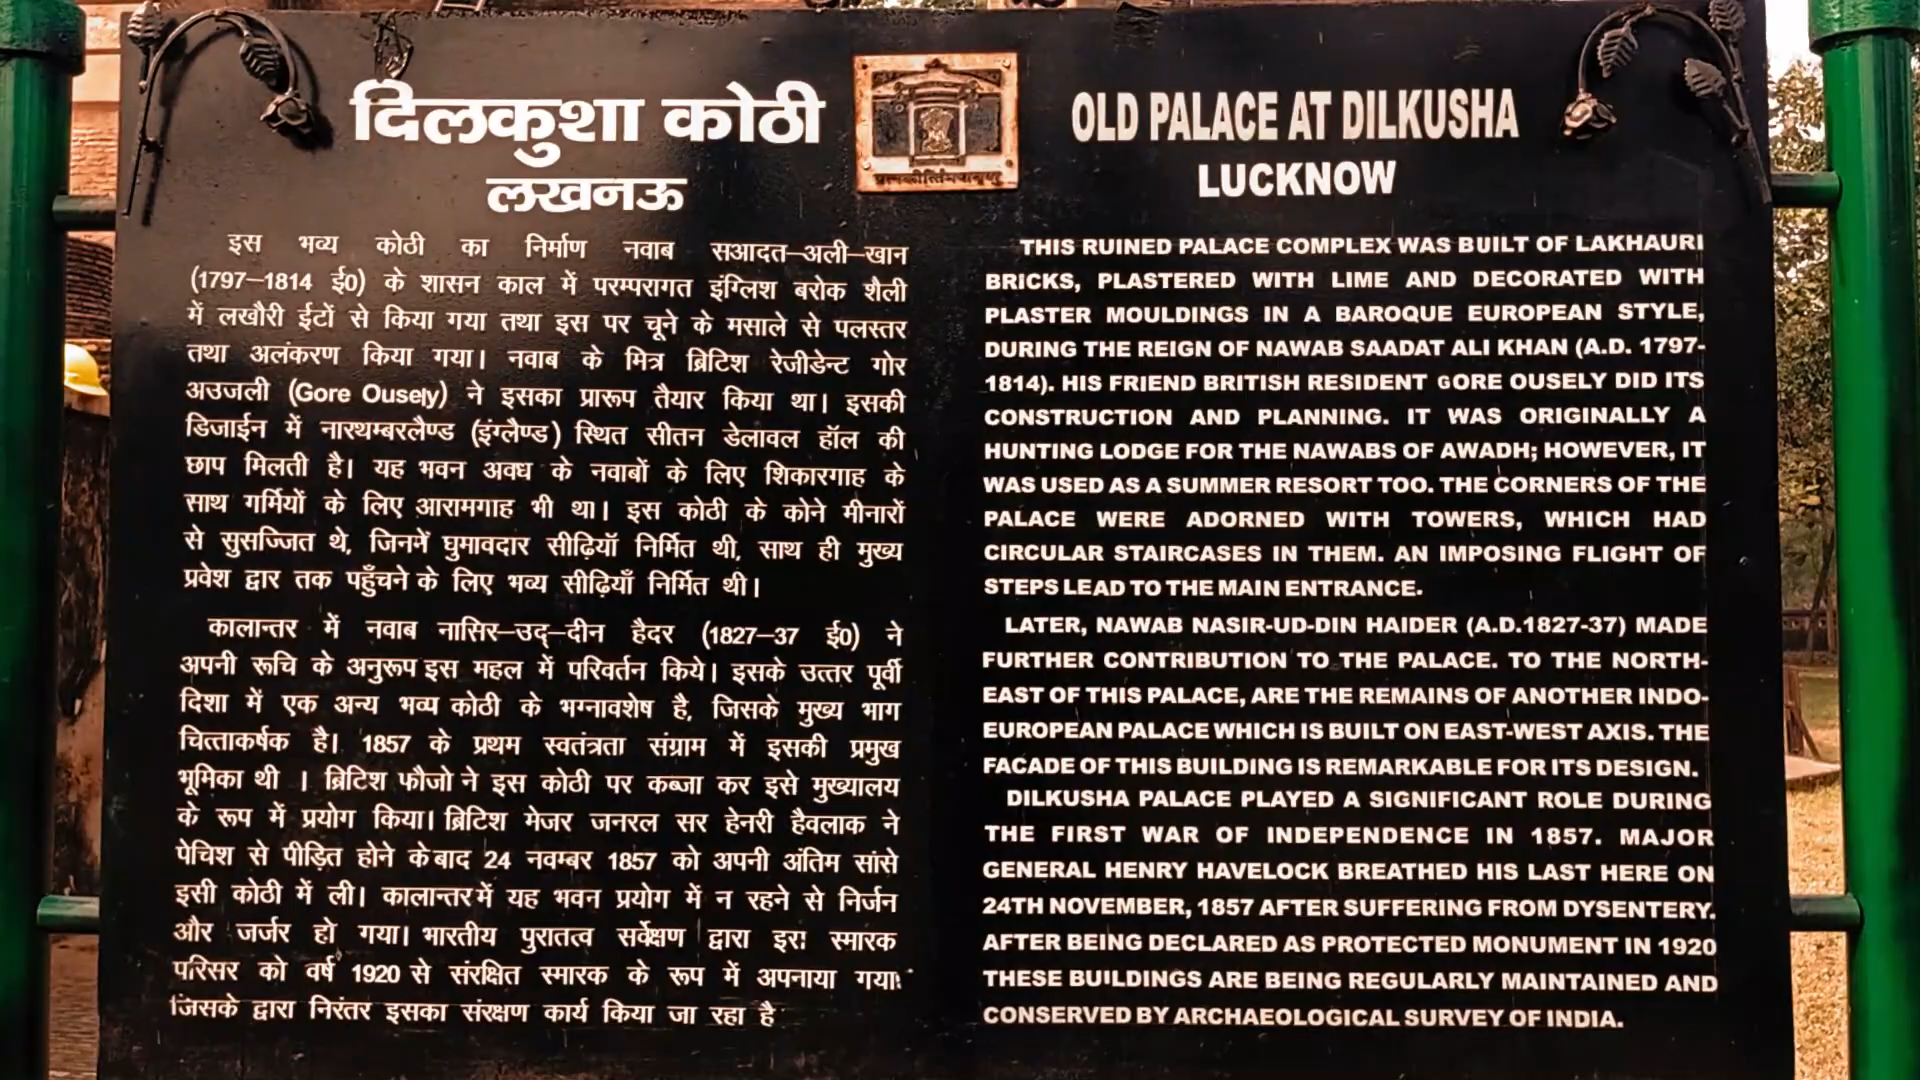 दिलकुशा कोठी
लखनऊ
इस भव्य कोठी का निर्माण नवाब सआदत–अली–खान
(1797–1814 ई0) के शासन काल में परम्परागत इंग्लिश बरोक शैली
में लखौरी ईटों से किया गया तथा इस पर चूने के मसाले से पलस्तर
तथा अलंकरण किया गया। नवाब के मित्र ब्रिटिश रेजीडेन्ट गोर
अउजली (Gore Ousely) ने इसका प्रारूप तैयार किया था। इसकी
डिजाईन में नारथम्बरलैण्ड (इंग्लैण्ड) स्थित सीतन डेलावल हॉल की
छाप मिलती है। यह भवन अवध के नवाबों के लिए शिकारगाह के
साथ गर्मियों के लिए आरामगाह भी था। इस कोठी के कोने मीनारों
से सुसज्जित थे, जिनमें घुमावदार सीढ़ियॉ निर्मित थी, साथ ही मुख्य
प्रवेश द्वार तक पहुँचने के लिए भव्य सीढ़ियाँ निर्मित थी।
कालान्तर में नवाब नासिर–उद्–दीन हैदर (1827–37 ई0) ने
अपनी रूचि के अनुरूप इस महल में परिवर्तन किये। इसके उत्तर पूर्वी
दिशा में एक अन्य भव्य कोठी के भग्नावशेष है, जिसके मुख्य भाग
चित्ताकर्षक है। 1857 के प्रथम स्वतंत्रता संग्राम में इसकी प्रमुख
भूमिका थी । ब्रिटिश फौजो ने इस कोठी पर कब्जा कर इसे मुख्यालय
के रूप में प्रयोग किया। ब्रिटिश मेजर जनरल सर हेनरी हैवलाक ने
पेचिश से पीड़ित होने के बाद 24 नवम्बर 1857 को अपनी अंतिम सांसे
इसी कोठी में ली। कालान्तर में यह भवन प्रयोग में न रहने से निर्जन
और जर्जर हो गया। भारतीय पुरातत्व सर्वेक्षण द्वारा इस स्मारक
परिसर को वर्ष 1920 से संरक्षित स्मारक के रूप में अपनाया गया।
जिसके द्वारा निरंतर इसका संरक्षण कार्य किया जा रहा है
OLD PALACE AT DILKUSHA
LUCKNOW
THIS RUINED PALACE COMPLEX WAS BUILT OF LAKHAURI
BRICKS, PLASTERED WITH LIME AND DECORATED WITH
PLASTER MOULDINGS IN A BAROQUE EUROPEAN STYLE,
DURING THE REIGN OF NAWAB SAADAT ALI KHAN (A.D. 1797-
1814). HIS FRIEND BRITISH RESIDENT GORE OUSELY DID ITS
CONSTRUCTION AND PLANNING. IT WAS ORIGINALLY A
HUNTING LODGE FOR THE NAWABS OF AWADH; HOWEVER, IT
WAS USED AS A SUMMER RESORT TOO. THE CORNERS OF THE
PALACE WERE ADORNED WITH TOWERS, WHICH HAD
CIRCULAR STAIRCASES IN THEM. AN IMPOSING FLIGHT OF
STEPS LEAD TO THE MAIN ENTRANCE.
LATER, NAWAB NASIR-UD-DIN HAIDER (A.D.1827-37) MADE
FURTHER CONTRIBUTION TO THE PALACE. TO THE NORTH-
EAST OF THIS PALACE, ARE THE REMAINS OF ANOTHER INDO-
EUROPEAN PALACE WHICH IS BUILT ON EAST-WEST AXIS. THE
FACADE OF THIS BUILDING IS REMARKABLE FOR ITS DESIGN.
DILKUSHA PALACE PLAYED A SIGNIFICANT ROLE DURING
THE FIRST WAR OF INDEPENDENCE IN 1857. MAJOR
GENERAL HENRY HAVELOCK BREATHED HIS LAST HERE ON
24TH NOVEMBER, 1857 AFTER SUFFERING FROM DYSENTERY.
AFTER BEING DECLARED AS PROTECTED MONUMENT IN 1920
THESE BUILDINGS ARE BEING REGULARLY MAINTAINED AND
CONSERVED BY ARCHAEOLOGICAL SURVEY OF INDIA.